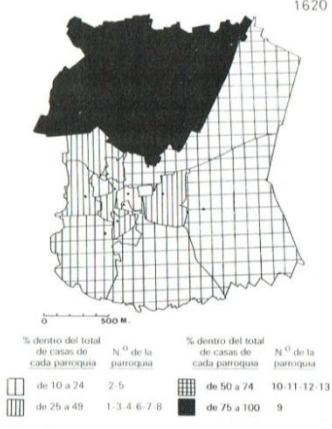 1620
0 500 M.
% dentro del total
de casas de
cada parroquia
N.º de la
parroquia
de 10 a 24 2-5
de 25 a 49 1-3-4-6-7-8
% dentro del total
de casas de
cada parroquia
N.º de la
parroquia
de 50 a 74 10-11-12-13
de 75 a 100 9